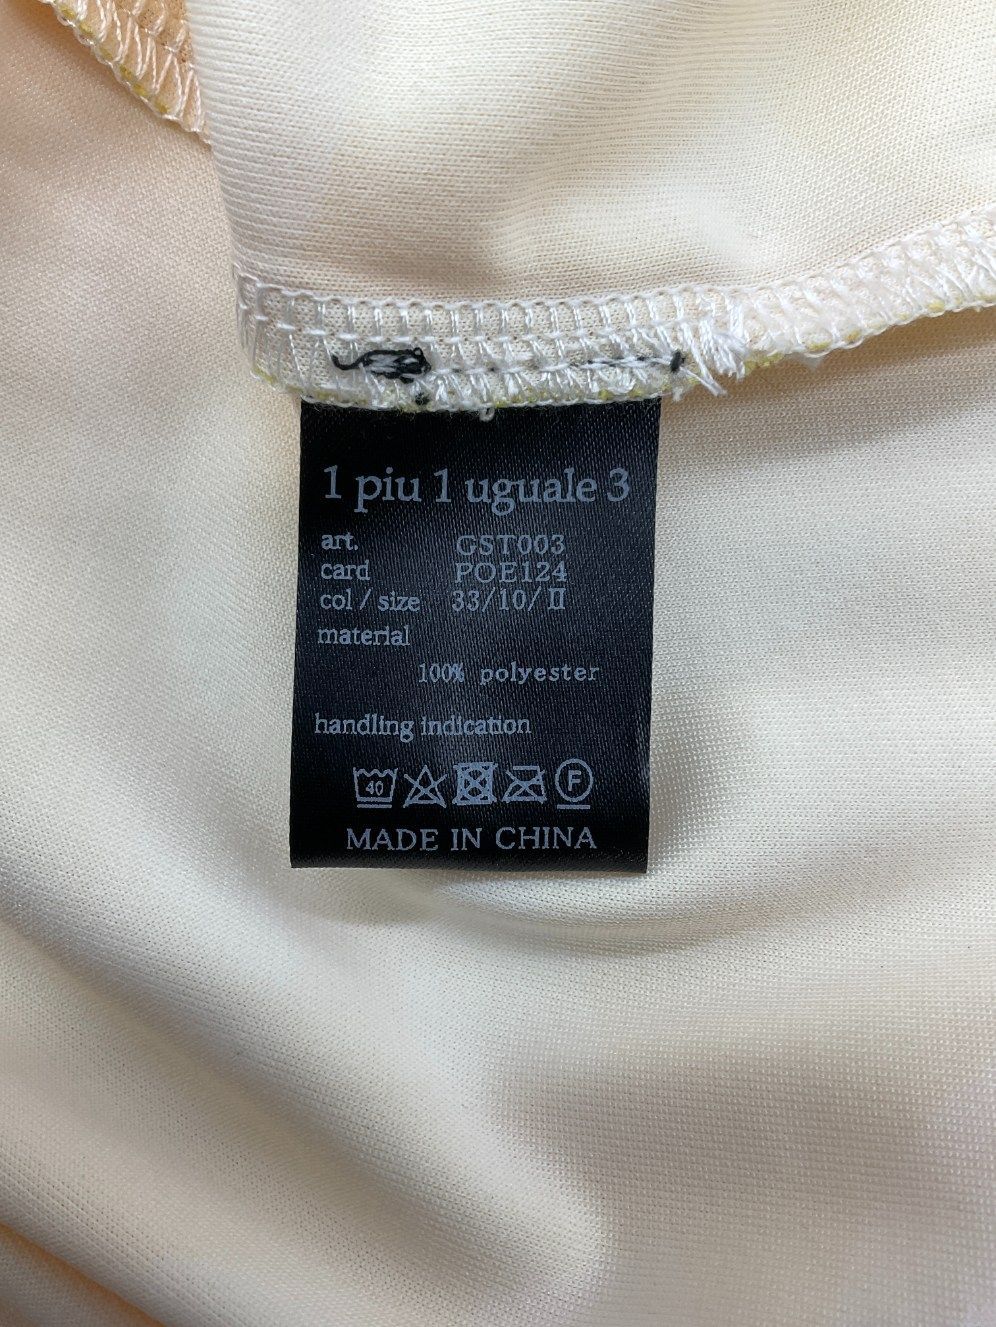 1 piu 1 uguale 3
art. GST003
card POE124
col / size 33/10/Ⅱ
material
100% polyester
handling indication
40 F
MADE IN CHINA